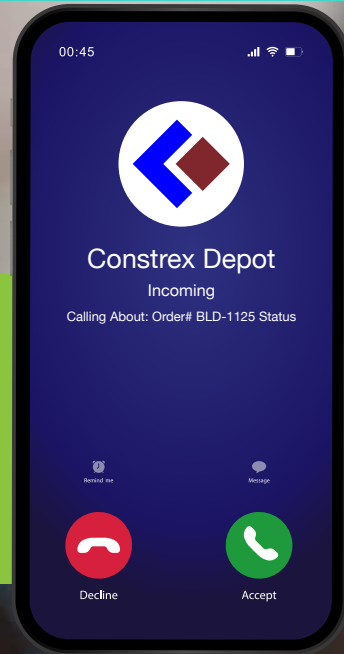 00:45
Constrex Depot
Incoming
Calling About: Order# BLD-1125 Status
Remind me
Message
Decline
Accept